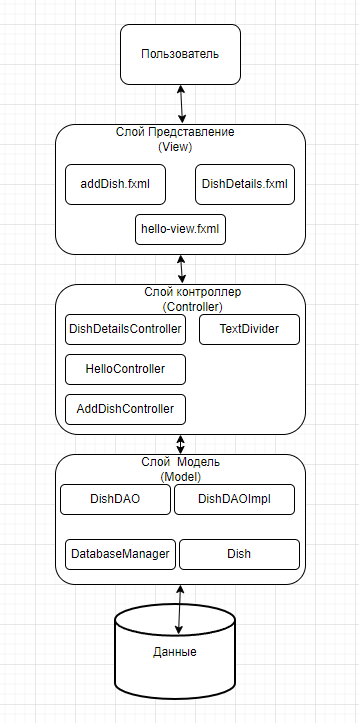 Пользователь
Слой Представление
(View)
addDish.fxml
DishDetails.fxml
hello-view.fxml
Слой контроллер
(Controller)
DishDetailsController
TextDivider
HelloController
AddDishController
Слой Модель
(Model)
DishDAO
DishDAOImpl
DatabaseManager
Dish
Данные